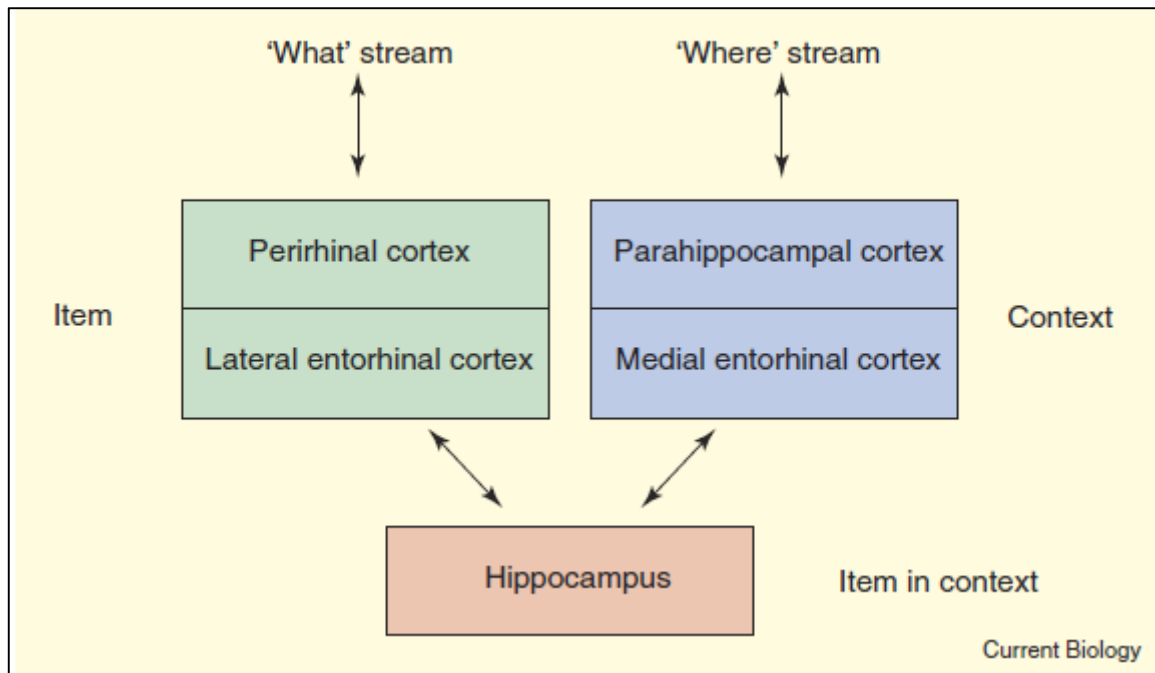 ‘What’ stream
‘Where’ stream
Perirhinal cortex
Parahippocampal cortex
Item
Context
Lateral entorhinal cortex
Medial entorhinal cortex
Hippocampus
Item in context
Current Biology